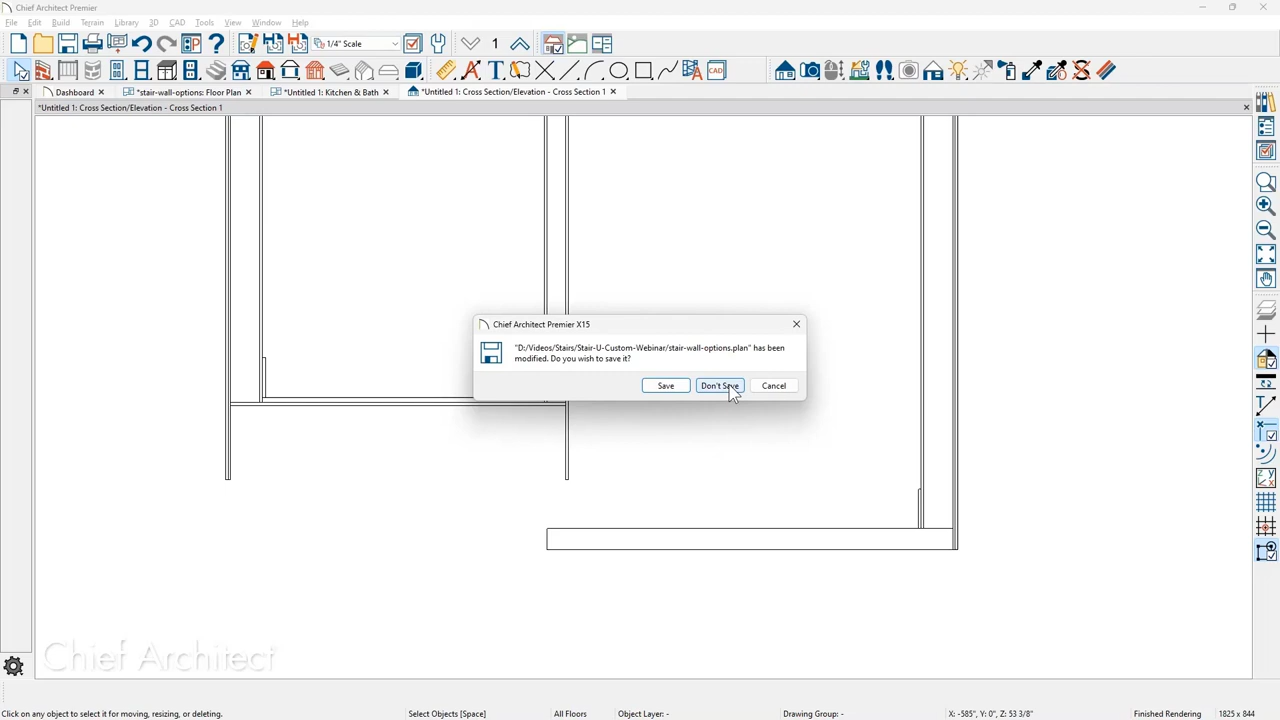 Chief Architect Premier
File Edit Build Terrain Library 3D CAD Tools View Window Help
1/4" Scale 1
CAD
Dashboard *stair-wall-options: Floor Plan *Untitled 1: Kitchen & Bath *Untitled 1: Cross Section/Elevation - Cross Section 1
*Untitled 1: Cross Section/Elevation - Cross Section 1
Chief Architect Premier X15
"D:/Videos/Stairs/Stair-U-Custom-Webinar/stair-wall-options.plan" has been
modified. Do you wish to save it?
Save Don't Save Cancel
Chief Architect
Click on any object to select it for moving, resizing, or deleting. Select Objects [Space] All Floors Object Layer: - Drawing Group: - X: -585", Y: 0", Z: 53 3/8" Finished Rendering 1825 x 844